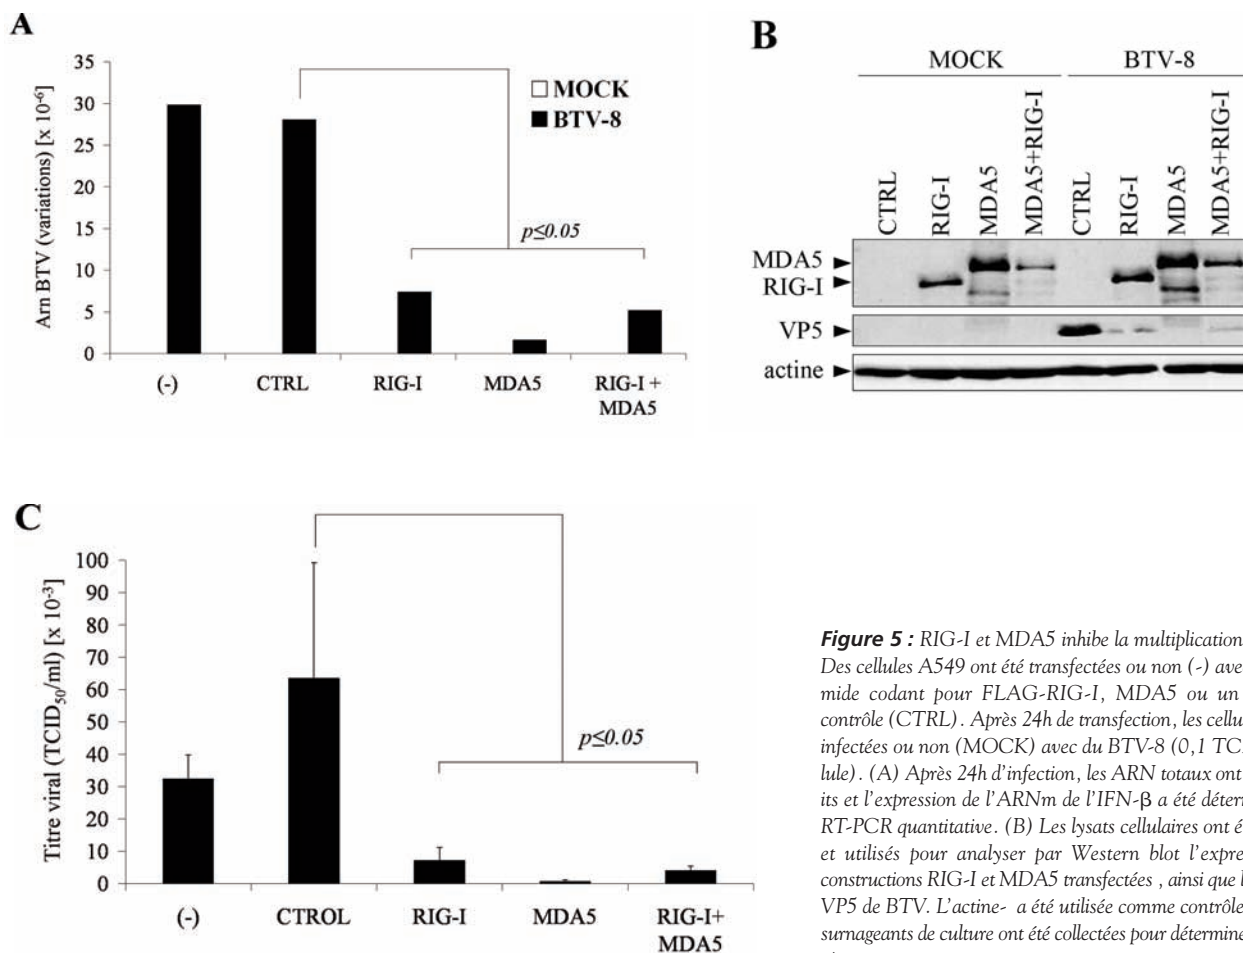 A
35
30
25
20
15
10
5
0
Arn BTV (variations) [x 10⁻⁶]
MOCK
BTV-8
p≤0.05
(-) CTRL RIG-I MDA5 RIG-I +
MDA5
B
MOCK BTV-8
CTRL RIG-I MDA5 MDA5+RIG-I CTRL RIG-I MDA5 MDA5+RIG-I
MDA5
RIG-I
VP5
actine
C
100
90
80
70
60
50
40
30
20
10
0
Titre viral (TCID₅₀/ml) [x 10⁻³]
p≤0.05
(-) CTROL RIG-I MDA5 RIG-I+
MDA5
Figure 5 : RIG-I et MDA5 inhibe la multiplication
Des cellules A549 ont été transfectées ou non (-) ave
mide codant pour FLAG-RIG-I, MDA5 ou un
contrôle (CTRL). Après 24h de transfection, les cellu
infectées ou non (MOCK) avec du BTV-8 (0,1 TC
lule). (A) Après 24h d'infection, les ARN totaux ont
its et l'expression de l'ARNm de l'IFN-β a été déter
RT-PCR quantitative. (B) Les lysats cellulaires ont é
et utilisés pour analyser par Western blot l'expre
constructions RIG-I et MDA5 transfectées , ainsi que l
VP5 de BTV. L'actine- a été utilisée comme contrôle
surnageants de culture ont été collectées pour détermine